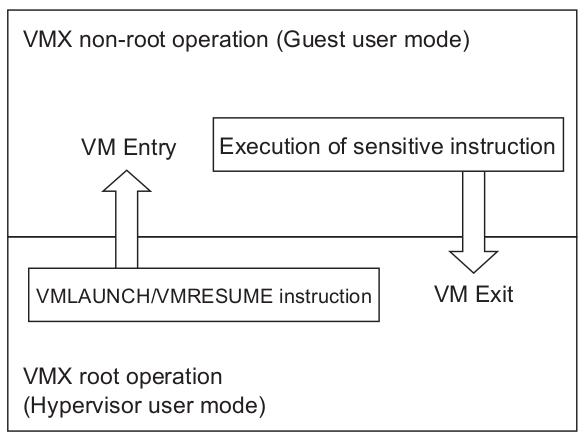 VMX non-root operation (Guest user mode)
VM Entry
Execution of sensitive instruction
VMLAUNCH/VMRESUME instruction
VM Exit
VMX root operation
(Hypervisor user mode)